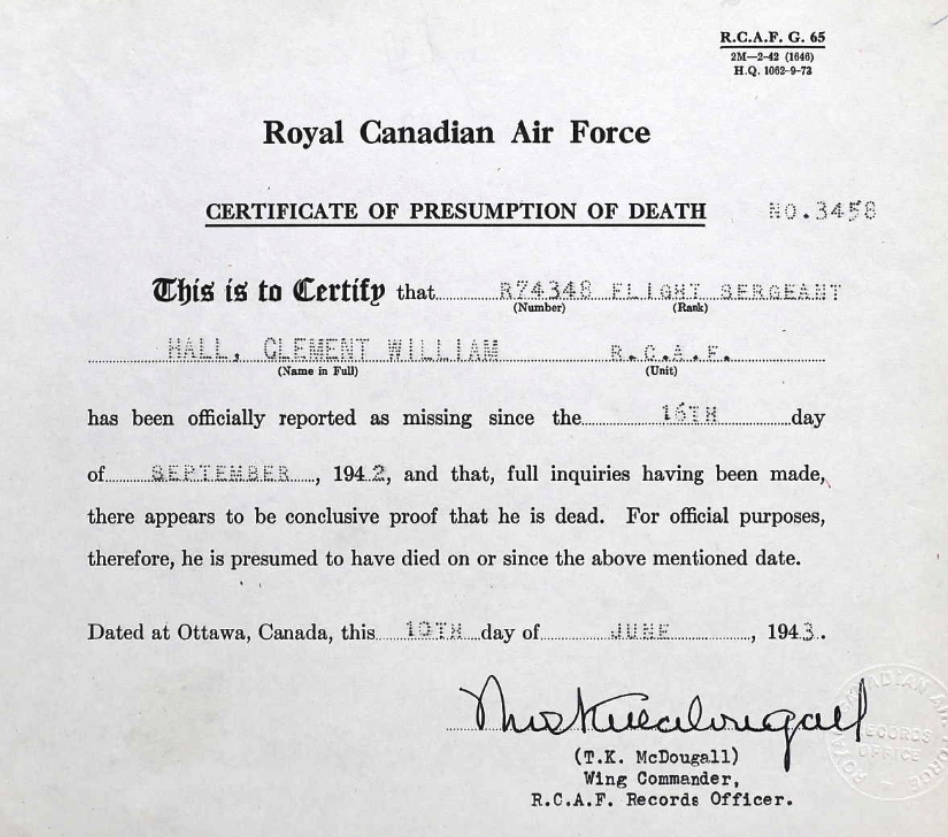 R.C.A.F. G. 65
2M—2-42 (1646)
H.Q. 1062-9-72
Royal Canadian Air Force
CERTIFICATE OF PRESUMPTION OF DEATH NO.3458
This is to Certify that R74348 FLIGHT SERGEANT
(Number) (Rank)
HALL, CLEMENT WILLIAM R.C.A.F.
(Name in Full) (Unit)
has been officially reported as missing since the 16TH day
of SEPTEMBER, 1942, and that, full inquiries having been made,
there appears to be conclusive proof that he is dead. For official purposes,
therefore, he is presumed to have died on or since the above mentioned date.
Dated at Ottawa, Canada, this 10TH day of JUNE, 1943.
(T.K. McDougall)
Wing Commander,
R.C.A.F. Records Officer.
RECORDS
OFFICE